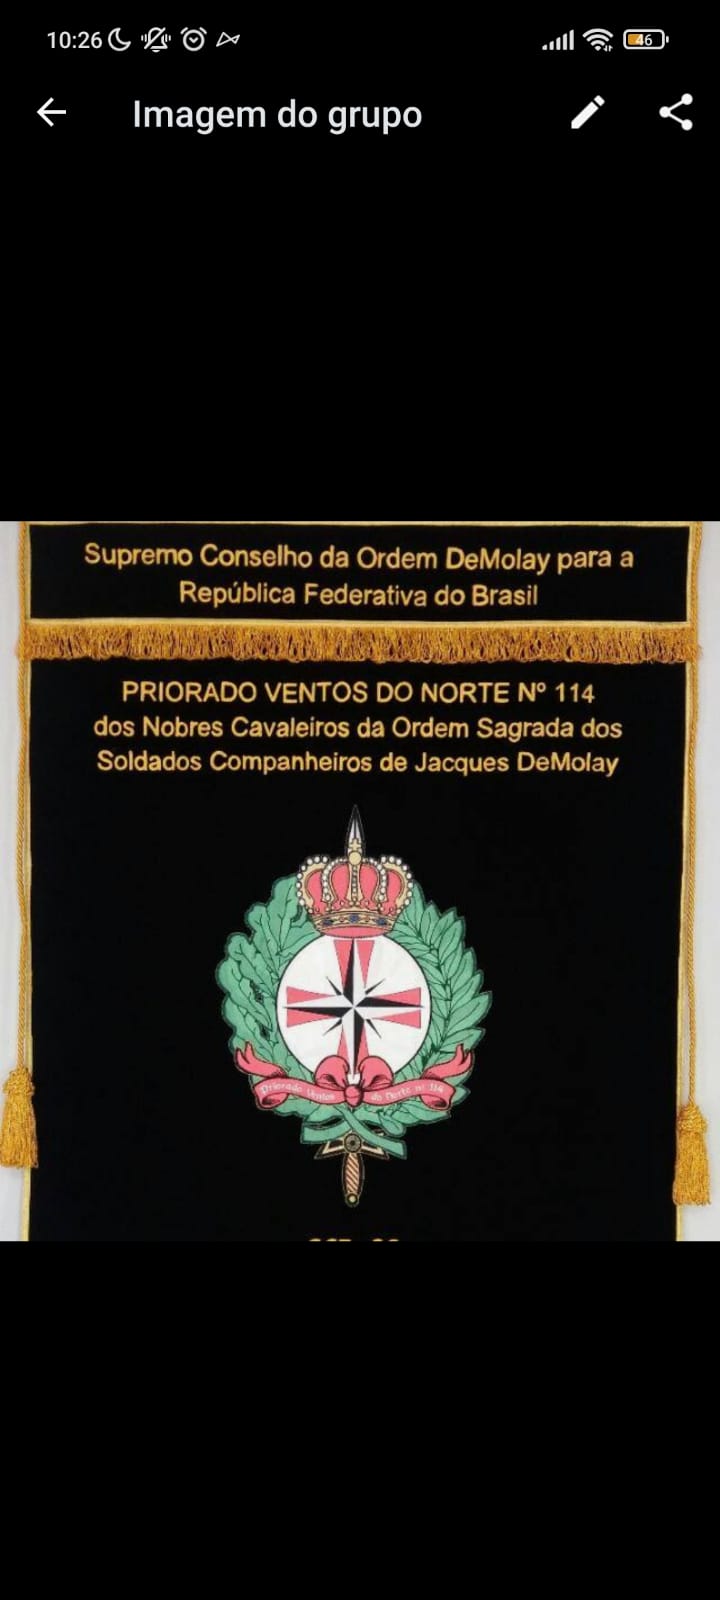 10:26
46
Imagem do grupo
Supremo Conselho da Ordem DeMolay para a
República Federativa do Brasil
PRIORADO VENTOS DO NORTE Nº 114
dos Nobres Cavaleiros da Ordem Sagrada dos
Soldados Companheiros de Jacques DeMolay
Priorado Ventos do Norte nº 114